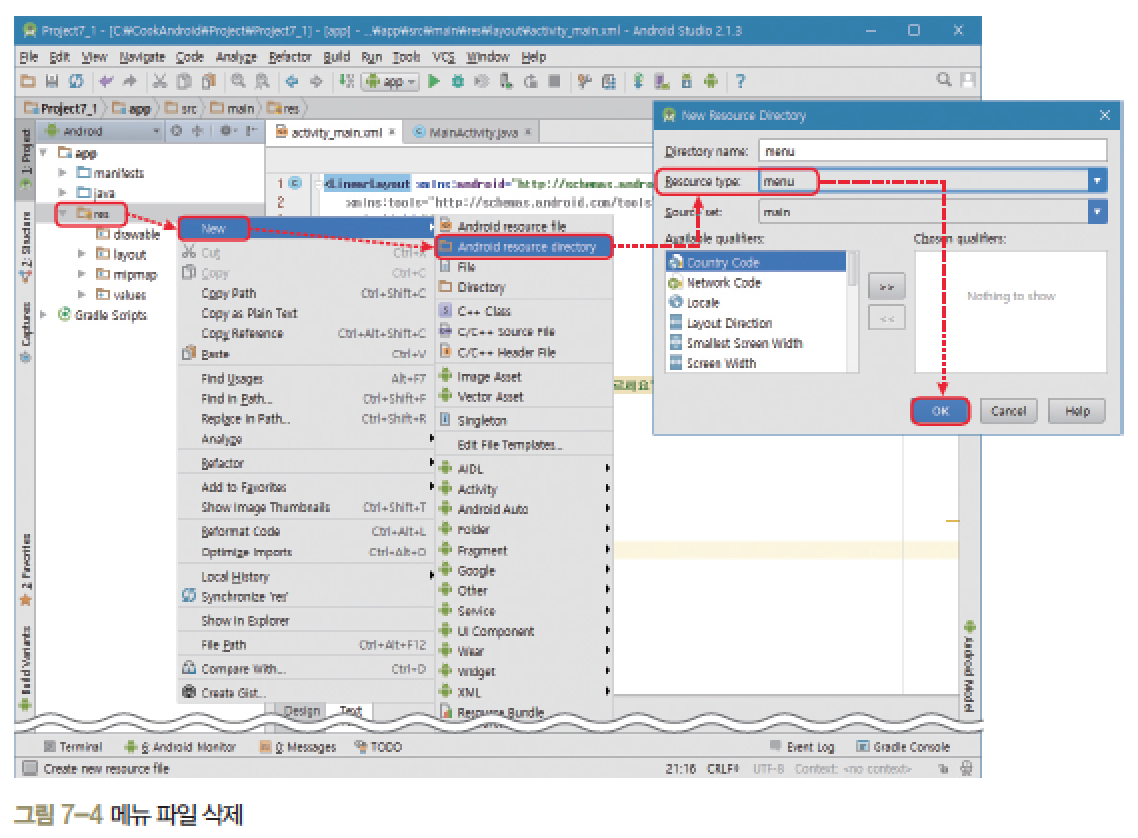 Project7_1 - [C:₩CookAndroid₩Project₩Project7_1] - [app] - ...₩app₩src₩main₩res₩layout₩activity_main.xml - Android Studio 2.1.3
File Edit View Navigate Code Analyze Refactor Build Run Tools VCS Window Help
app
Project7_1 app src main res
Android
activity_main.xml
MainActivity.java
1: Project
2: Structure
Captures
2: Favorites
Build Variants
app
manifests
java
res
drawable
layout
mipmap
values
Gradle Scripts
1 <LinearLayout xmlns:android="http://schemas.andro
2 xmlns:tools="http://schemas.android.com/tools"
New
Cut Ctrl+X
Copy Ctrl+C
Copy Path Ctrl+Shift+C
Copy as Plain Text
Copy Reference Ctrl+Alt+Shift+C
Paste Ctrl+V
Find Usages Alt+F7
Find in Path... Ctrl+Shift+F
Replace in Path... Ctrl+Shift+R
Analyze
Refactor
Add to Favorites
Show Image Thumbnails Ctrl+Shift+T
Reformat Code Ctrl+Alt+L
Optimize Imports Ctrl+Alt+O
Local History
Synchronize 'res'
Show in Explorer
File Path Ctrl+Alt+F12
Compare With... Ctrl+D
Create Gist...
Android resource file
Android resource directory
File
Directory
C++ Class
C/C++ Source File
C/C++ Header File
Image Asset
Vector Asset
Singleton
Edit File Templates...
AIDL
Activity
Android Auto
Folder
Fragment
Google
Other
Service
UI Component
Wear
Widget
XML
Resource Bundle
New Resource Directory
Directory name: menu
Resource type: menu
Source set: main
Available qualifiers:
Chosen qualifiers:
Country Code
Network Code
Locale
Layout Direction
Smallest Screen Width
Screen Width
>>
<<
Nothing to show
OK Cancel Help
Android Model
Design Text
Terminal 6: Android Monitor 0: Messages TODO
Event Log Gradle Console
Create new resource file
21:16 CRLF÷ UTF-8 Context: <no context>
그림 7-4 메뉴 파일 삭제